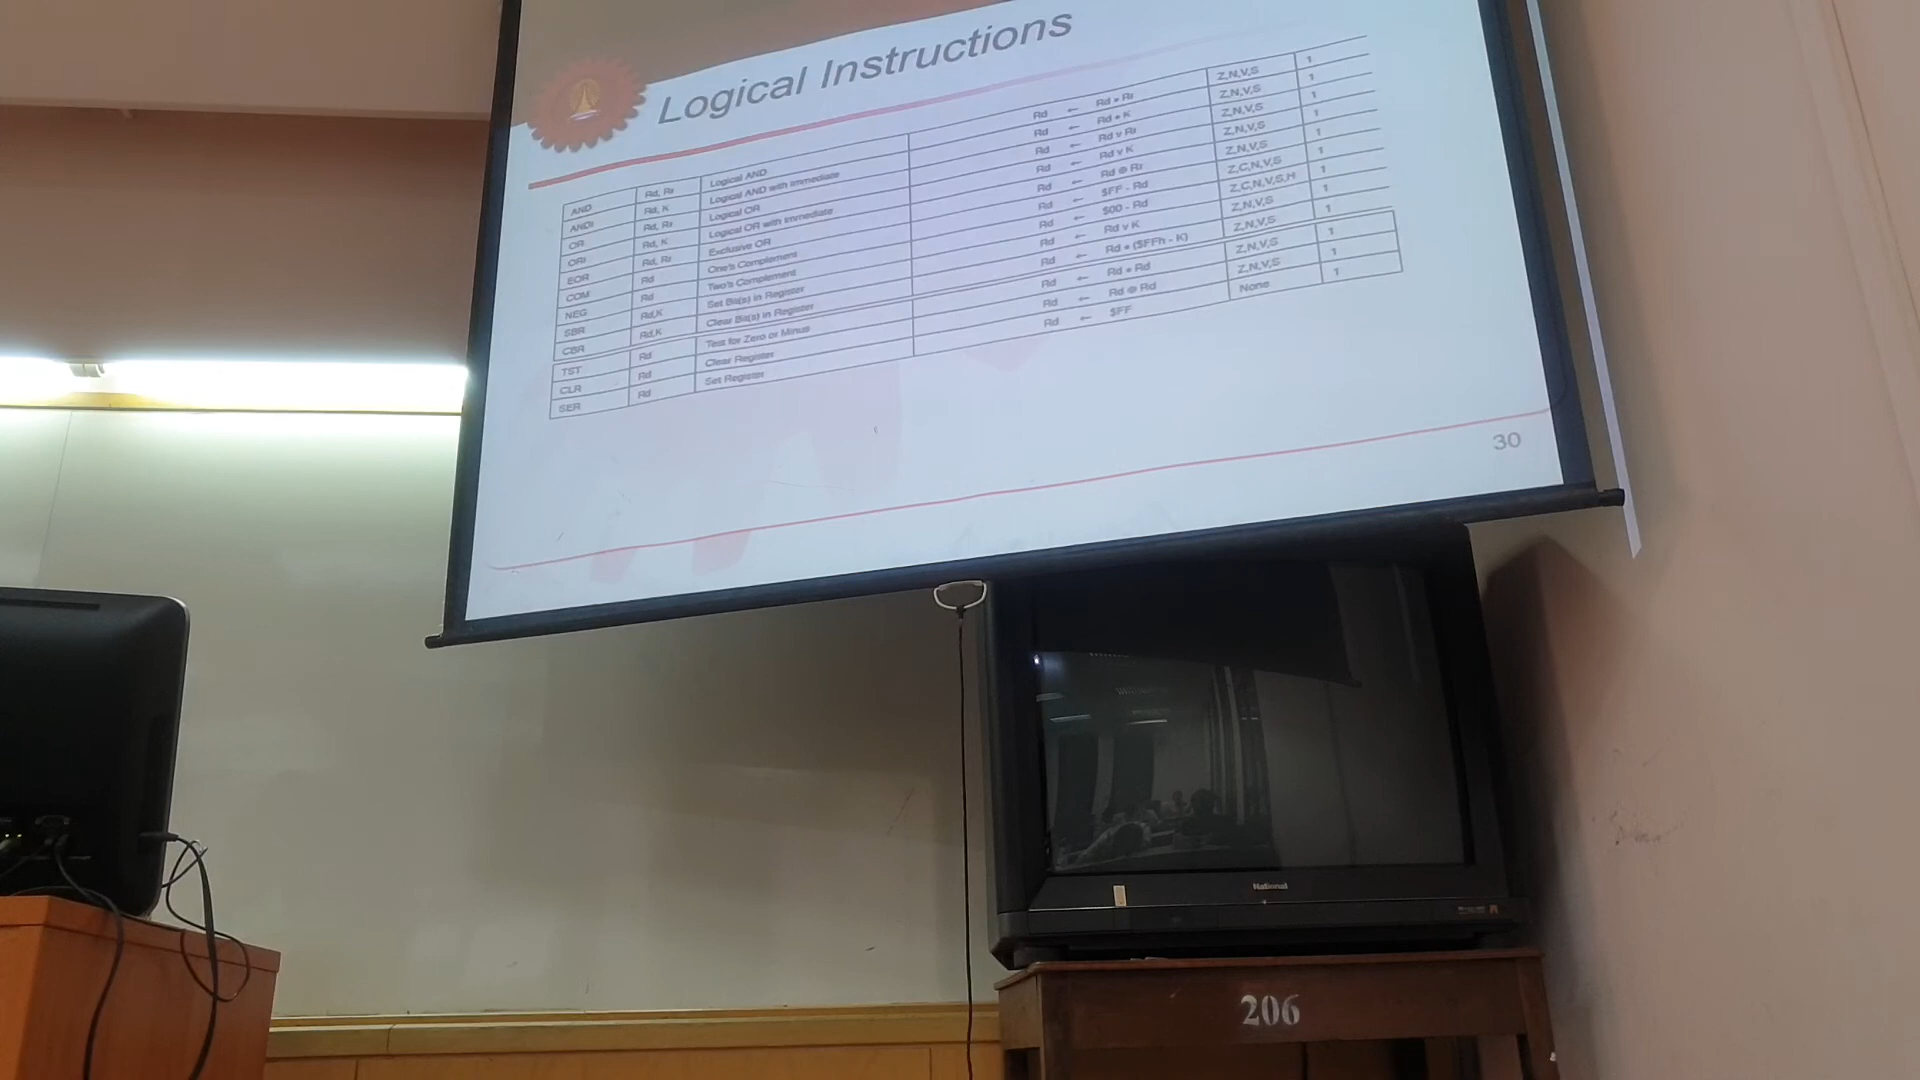 Logical Instructions
AND Rd, Rr Logical AND Rd ← Rd • Rr Z,N,V,S 1
ANDI Rd, K Logical AND with Immediate Rd ← Rd • K Z,N,V,S 1
OR Rd, Rr Logical OR Rd ← Rd v Rr Z,N,V,S 1
ORI Rd, K Logical OR with Immediate Rd ← Rd v K Z,N,V,S 1
EOR Rd, Rr Exclusive OR Rd ← Rd ⊕ Rr Z,N,V,S 1
COM Rd One's Complement Rd ← $FF - Rd Z,C,N,V,S 1
NEG Rd Two's Complement Rd ← $00 - Rd Z,C,N,V,S,H 1
SBR Rd,K Set Bit(s) in Register Rd ← Rd v K Z,N,V,S 1
CBR Rd,K Clear Bit(s) in Register Rd ← Rd • ($FFh - K) Z,N,V,S 1
TST Rd Test for Zero or Minus Rd ← Rd • Rd Z,N,V,S 1
CLR Rd Clear Register Rd ← Rd ⊕ Rd Z,N,V,S 1
SER Rd Set Register Rd ← $FF None 1
30
National
206